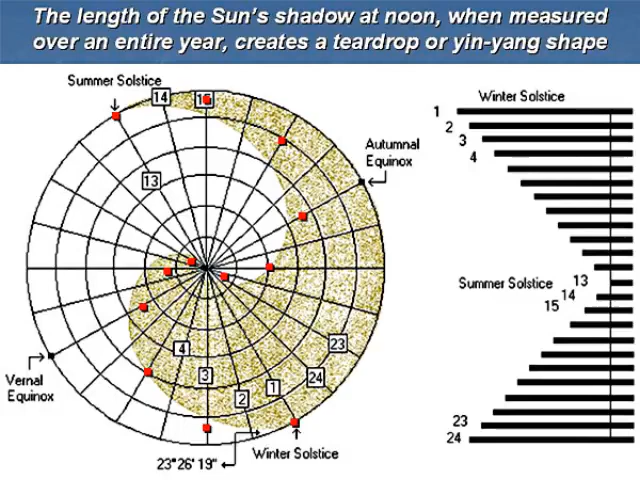 The length of the Sun's shadow at noon, when measured
over an entire year, creates a teardrop or yin-yang shape
Summer Solstice
14
15
13
Autumnal
Equinox
4
3
2
1
23
24
Vernal
Equinox
23°26'19"
Winter Solstice
Winter Solstice
1
2
3
4
Summer Solstice
13
14
15
23
24